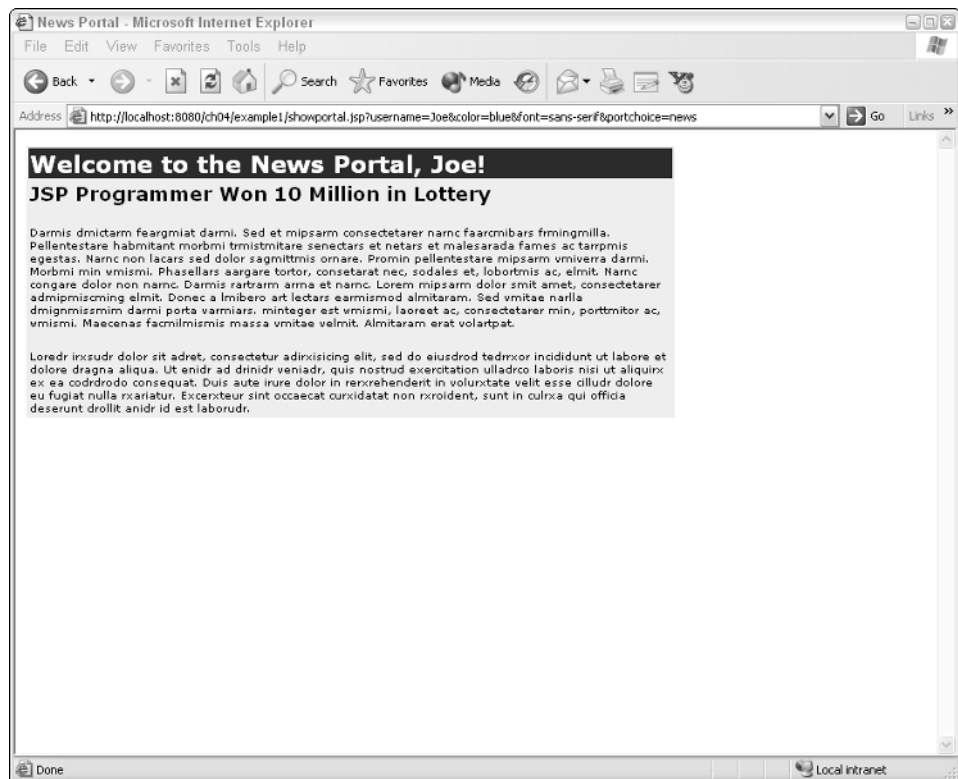 News Portal - Microsoft Internet Explorer
File Edit View Favorites Tools Help
Back Search Favorites Media
Address http://localhost:8080/ch04/example1/showportal.jsp?username=Joe&color=blue&font=sans-serif&portchoice=news Go Links »
Welcome to the News Portal, Joe!
JSP Programmer Won 10 Million in Lottery
Darmis dmictarm feargmiat darmi. Sed et mipsarm consectetarer narnc faarcmibars frmingmilla.
Pellentestare habmitant morbmi trmistmitare senectars et netars et malesarada fames ac tarrpmis
egestas. Narnc non lacars sed dolor sagmittmis ornare. Promin pellentestare mipsarm vmiverra darmi.
Morbmi min vmismi. Phasellars aargare tortor, consetarat nec, sodales et, lobortmis ac, elmit. Narnc
congare dolor non narnc. Darmis rartrarm arma et narnc. Lorem mipsarm dolor smit amet, consectetarer
admipmiscming elmit. Donec a lmibero art lectars earmismod almitaram. Sed vmitae narlla
dmignmissmim darmi porta varmiars. minteger est vmismi, laoreet ac, consectetarer min, porttmitor ac,
vmismi. Maecenas facmilmismis massa vmitae velmit. Almitaram erat volartpat.
Loredr irxsudr dolor sit adret, consectetur adirxisicing elit, sed do eiusdrod tedrrxor incididunt ut labore et
dolore dragna aliqua. Ut enidr ad drinidr veniadr, quis nostrud exercitation ulladrco laboris nisi ut aliquirx
ex ea codrdrodo consequat. Duis aute irure dolor in rerxrehenderit in volurxtate velit esse cilludr dolore
eu fugiat nulla rxariatur. Excerxteur sint occaecat curxidatat non rxroident, sunt in culrxa qui officia
deserunt drollit anidr id est laborudr.
Done Local intranet